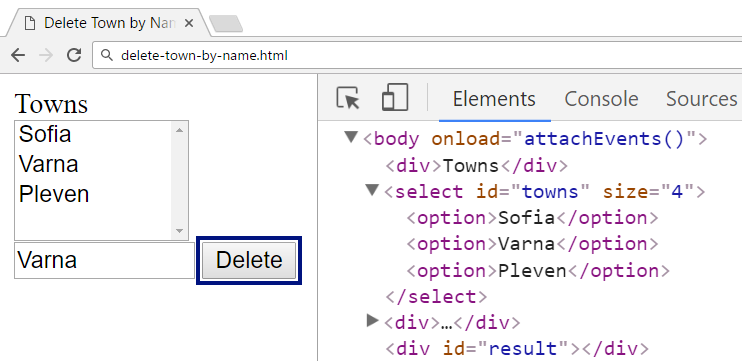 Delete Town by Nan
delete-town-by-name.html
Towns
Sofia
Varna
Pleven
Varna
Delete
Elements Console Sources
<body onload="attachEvents()">
<div>Towns</div>
<select id="towns" size="4">
<option>Sofia</option>
<option>Varna</option>
<option>Pleven</option>
</select>
<div>…</div>
<div id="result"></div>